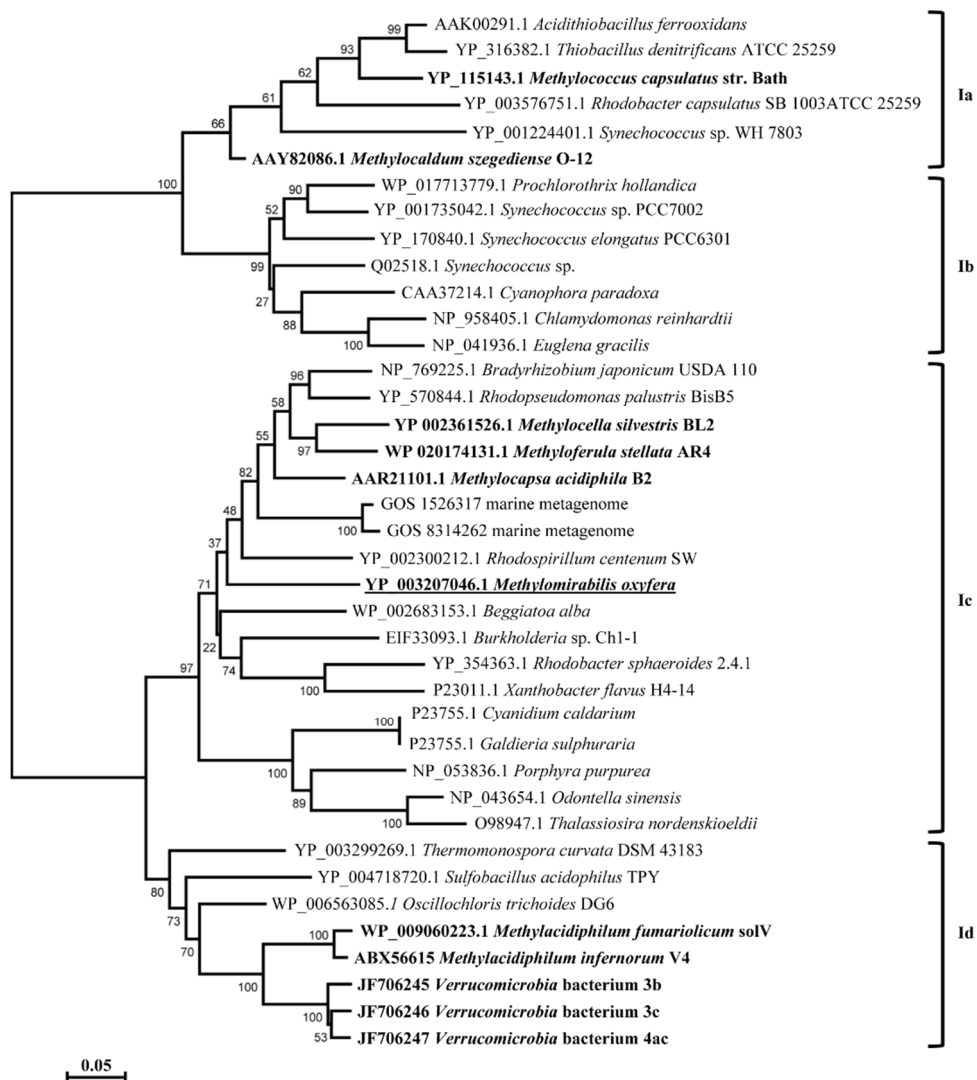 AAK00291.1 Acidithiobacillus ferrooxidans
99
YP_316382.1 Thiobacillus denitrificans ATCC 25259
93
YP_115143.1 Methylococcus capsulatus str. Bath
62
Ia
YP_003576751.1 Rhodobacter capsulatus SB 1003ATCC 25259
61
YP_001224401.1 Synechococcus sp. WH 7803
66
AAY82086.1 Methylocaldum szegediense O-12
100
WP_017713779.1 Prochlorothrix hollandica
90
YP_001735042.1 Synechococcus sp. PCC7002
52
YP_170840.1 Synechococcus elongatus PCC6301
99
Q02518.1 Synechococcus sp.
Ib
27
CAA37214.1 Cyanophora paradoxa
88
NP_958405.1 Chlamydomonas reinhardtii
100
NP_041936.1 Euglena gracilis
NP_769225.1 Bradyrhizobium japonicum USDA 110
96
YP_570844.1 Rhodopseudomonas palustris BisB5
58
YP 002361526.1 Methylocella silvestris BL2
55
97
WP 020174131.1 Methyloferula stellata AR4
82
AAR21101.1 Methylocapsa acidiphila B2
GOS 1526317 marine metagenome
48
100
GOS 8314262 marine metagenome
37
YP_002300212.1 Rhodospirillum centenum SW
71
YP_003207046.1 Methylomirabilis oxyfera
Ic
WP_002683153.1 Beggiatoa alba
22
EIF33093.1 Burkholderia sp. Ch1-1
97
74
YP_354363.1 Rhodobacter sphaeroides 2.4.1
100
P23011.1 Xanthobacter flavus H4-14
P23755.1 Cyanidium caldarium
100
P23755.1 Galdieria sulphuraria
100
NP_053836.1 Porphyra purpurea
89
NP_043654.1 Odontella sinensis
100
O98947.1 Thalassiosira nordenskioeldii
YP_003299269.1 Thermomonospora curvata DSM 43183
80
YP_004718720.1 Sulfobacillus acidophilus TPY
73
WP_006563085.1 Oscillochloris trichoides DG6
70
WP_009060223.1 Methylacidiphilum fumariolicum solV
Id
100
ABX56615 Methylacidiphilum infernorum V4
100
JF706245 Verrucomicrobia bacterium 3b
100
JF706246 Verrucomicrobia bacterium 3c
53
JF706247 Verrucomicrobia bacterium 4ac
0.05